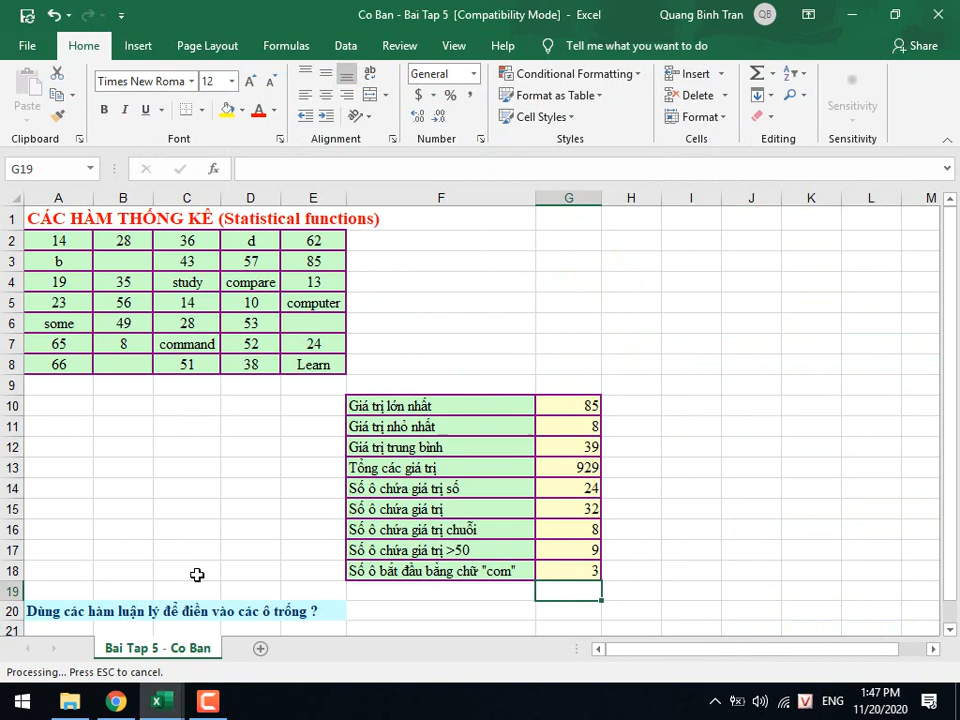 Co Ban - Bai Tap 5 [Compatibility Mode] - Excel
Quang Binh Tran QB
File Home Insert Page Layout Formulas Data Review View Help Tell me what you want to do Share
Paste
Clipboard
Times New Roma 12
B I U
Font
Alignment
General
$ % ,
Number
Conditional Formatting
Format as Table
Cell Styles
Styles
Insert
Delete
Format
Cells
Editing
Sensitivity
Sensitivity
G19 fx
A B C D E F G H I J K L M
1 CÁC HÀM THỐNG KÊ (Statistical functions)
2 14 28 36 d 62
3 b 43 57 85
4 19 35 study compare 13
5 23 56 14 10 computer
6 some 49 28 53
7 65 8 command 52 24
8 66 51 38 Learn
9
10 Giá trị lớn nhất 85
11 Giá trị nhỏ nhất 8
12 Giá trị trung bình 39
13 Tổng các giá trị 929
14 Số ô chứa giá trị số 24
15 Số ô chứa giá trị 32
16 Số ô chứa giá trị chuỗi 8
17 Số ô chứa giá trị >50 9
18 Số ô bắt đầu bằng chữ "com" 3
19
20 Dùng các hàm luận lý để điền vào các ô trống ?
21
Bai Tap 5 - Co Ban
Processing... Press ESC to cancel.
ENG
1:47 PM
11/20/2020